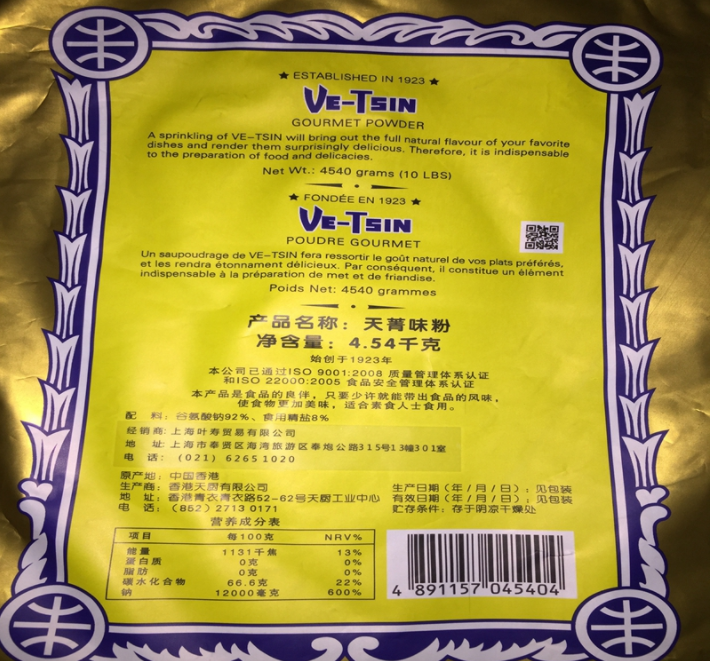 ★ ESTABLISHED IN 1923 ★
VE-TSIN
GOURMET POWDER
A sprinkling of VE-TSIN will bring out the full natural flavour of your favorite
dishes and render them surprisingly delicious. Therefore, it is indispensable
to the preparation of food and delicacies.
Net Wt.: 4540 grams (10 LBS)
★ FONDÉE EN 1923 ★
VE-TSIN
POUDRE GOURMET
Un saupoudrage de VE-TSIN fera ressortir le goût naturel de vos plats préférés,
et les rendra étonnament délicieux. Par conséquent, il constitue un élément
indispensable à la préparation de met et de friandise.
Poids Net: 4540 grammes
产品名称：天菁味粉
净含量：4.54千克
始创于1923年
本公司已通过ISO 9001:2008 质量管理体系认证
和ISO 22000:2005 食品安全管理体系认证
本产品是食品的良伴，只要少许就能带出食品的风味，
使食物更加美味，适合素食人士食用。
配 料：谷氨酸钠92%、食用精盐8%
经销商：上海叶寿贸易有限公司
地 址：上海市奉贤区海湾旅游区奉炮公路315号13幢301室
电 话：(021) 6265 1020
原产地：中国香港
生产商：香港天厨有限公司
地 址：香港青衣青衣路52-62号天厨工业中心
电 话：(852) 2713 0171
生产日期（年/月/日）：见包装
有效日期（年/月/日）：见包装
贮存条件：存于阴凉干燥处
营养成分表
项目 每100克 NRV%
能量 1131千焦 13%
蛋白质 0克 0%
脂肪 0克 0%
碳水化合物 66.6克 22%
钠 12000毫克 600%
4 891157 045404